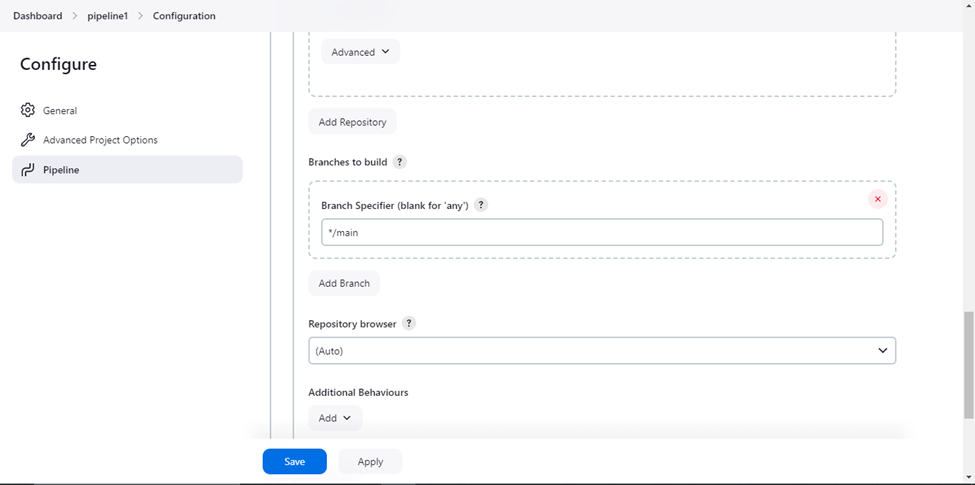 Dashboard > pipeline1 > Configuration
Configure
General
Advanced Project Options
Pipeline
Advanced
Add Repository
Branches to build ?
Branch Specifier (blank for 'any') ?
*/main
Add Branch
Repository browser ?
(Auto)
Additional Behaviours
Add
Save Apply